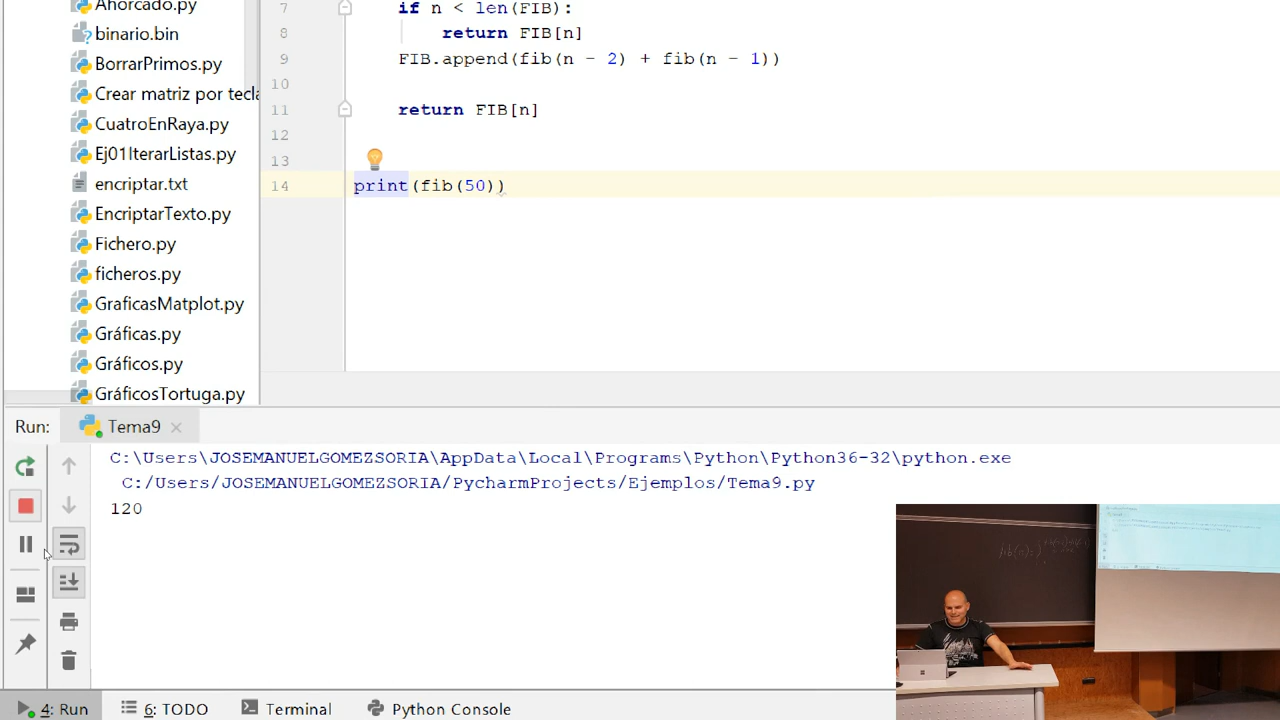 Ahorcado.py
binario.bin
BorrarPrimos.py
Crear matriz por tecla
CuatroEnRaya.py
Ej01IterarListas.py
encriptar.txt
EncriptarTexto.py
Fichero.py
ficheros.py
GraficasMatplot.py
Gráficas.py
Gráficos.py
GráficosTortuga.py
7 if n < len(FIB):
8 return FIB[n]
9 FIB.append(fib(n - 2) + fib(n - 1))
10
11 return FIB[n]
12
13
14 print(fib(50))
Run: Tema9
C:\Users\JOSEMANUELGOMEZSORIA\AppData\Local\Programs\Python\Python36-32\python.exe
C:/Users/JOSEMANUELGOMEZSORIA/PycharmProjects/Ejemplos/Tema9.py
120
4: Run 6: TODO Terminal Python Console